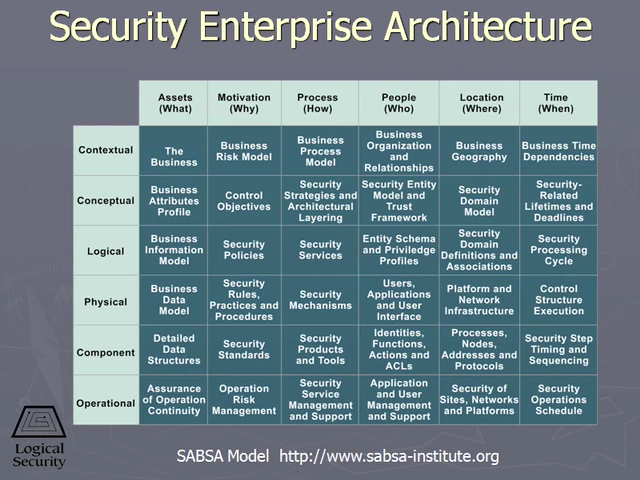 Security Enterprise Architecture
Assets
(What)
Motivation
(Why)
Process
(How)
People
(Who)
Location
(Where)
Time
(When)
Contextual
The
Business
Business
Risk Model
Business
Process
Model
Business
Organization
and
Relationships
Business
Geography
Business Time
Dependencies
Conceptual
Business
Attributes
Profile
Control
Objectives
Security
Strategies and
Architectural
Layering
Security Entity
Model and
Trust
Framework
Security
Domain
Model
Security-
Related
Lifetimes and
Deadlines
Logical
Business
Information
Model
Security
Policies
Security
Services
Entity Schema
and Priviledge
Profiles
Security
Domain
Definitions and
Associations
Security
Processing
Cycle
Physical
Business
Data
Model
Security
Rules,
Practices and
Procedures
Security
Mechanisms
Users,
Applications
and User
Interface
Platform and
Network
Infrastructure
Control
Structure
Execution
Component
Detailed
Data
Structures
Security
Standards
Security
Products
and Tools
Identities,
Functions,
Actions and
ACLs
Processes,
Nodes,
Addresses and
Protocols
Security Step
Timing and
Sequencing
Operational
Assurance
of Operation
Continuity
Operation
Risk
Management
Security
Service
Management
and Support
Application
and User
Management
and Support
Security of
Sites, Networks
and Platforms
Security
Operations
Schedule
Logical
Security
SABSA Model http://www.sabsa-institute.org